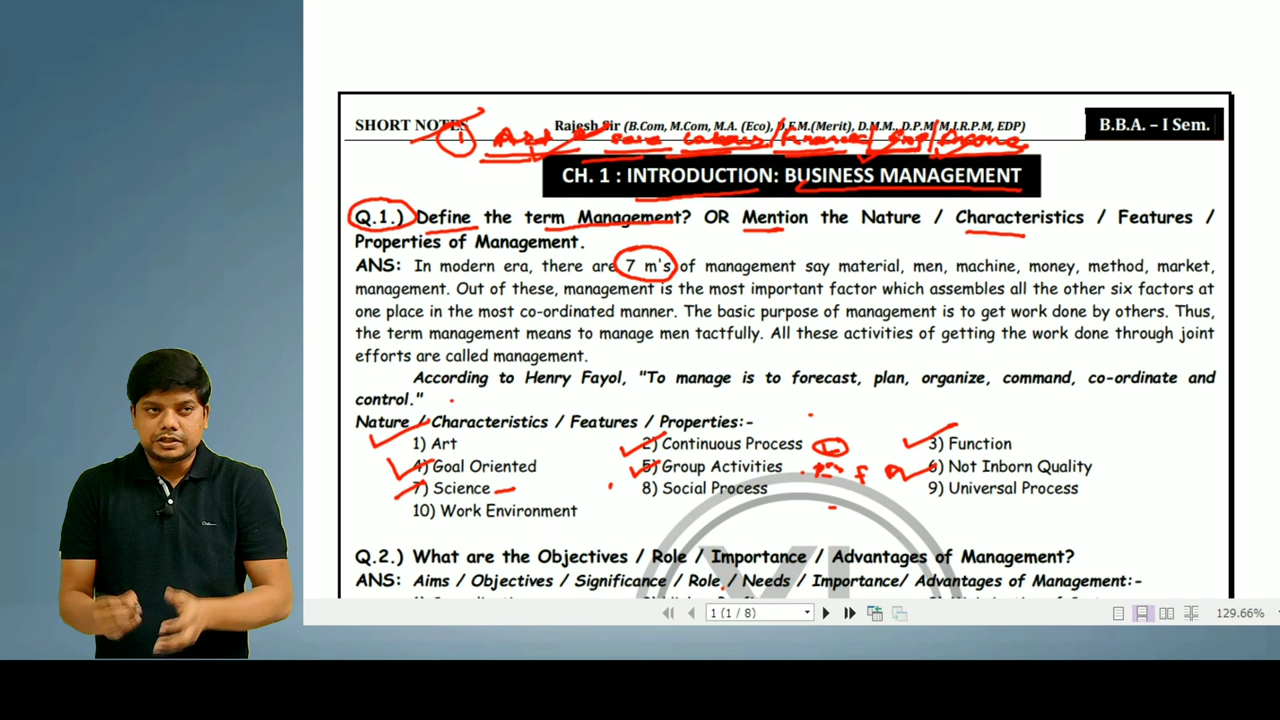 SHORT NOTES Rajesh Sir (B.Com, M.Com, M.A. (Eco), D.E.M.(Merit), D.M.M., D.P.M, M.I.R.P.M, EDP) B.B.A. – I Sem.
1 Art
CH. 1 : INTRODUCTION: BUSINESS MANAGEMENT
Q.1.) Define the term Management? OR Mention the Nature / Characteristics / Features /
Properties of Management.
ANS: In modern era, there are 7 m's of management say material, men, machine, money, method, market,
management. Out of these, management is the most important factor which assembles all the other six factors at
one place in the most co-ordinated manner. The basic purpose of management is to get work done by others. Thus,
the term management means to manage men tactfully. All these activities of getting the work done through joint
efforts are called management.
According to Henry Fayol, "To manage is to forecast, plan, organize, command, co-ordinate and
control."
Nature / Characteristics / Features / Properties:-
1) Art 2) Continuous Process 3) Function
4) Goal Oriented 5) Group Activities 6) Not Inborn Quality
7) Science 8) Social Process 9) Universal Process
10) Work Environment
Q.2.) What are the Objectives / Role / Importance / Advantages of Management?
ANS: Aims / Objectives / Significance / Role / Needs / Importance/ Advantages of Management:-
1 (1 / 8) 129.66%